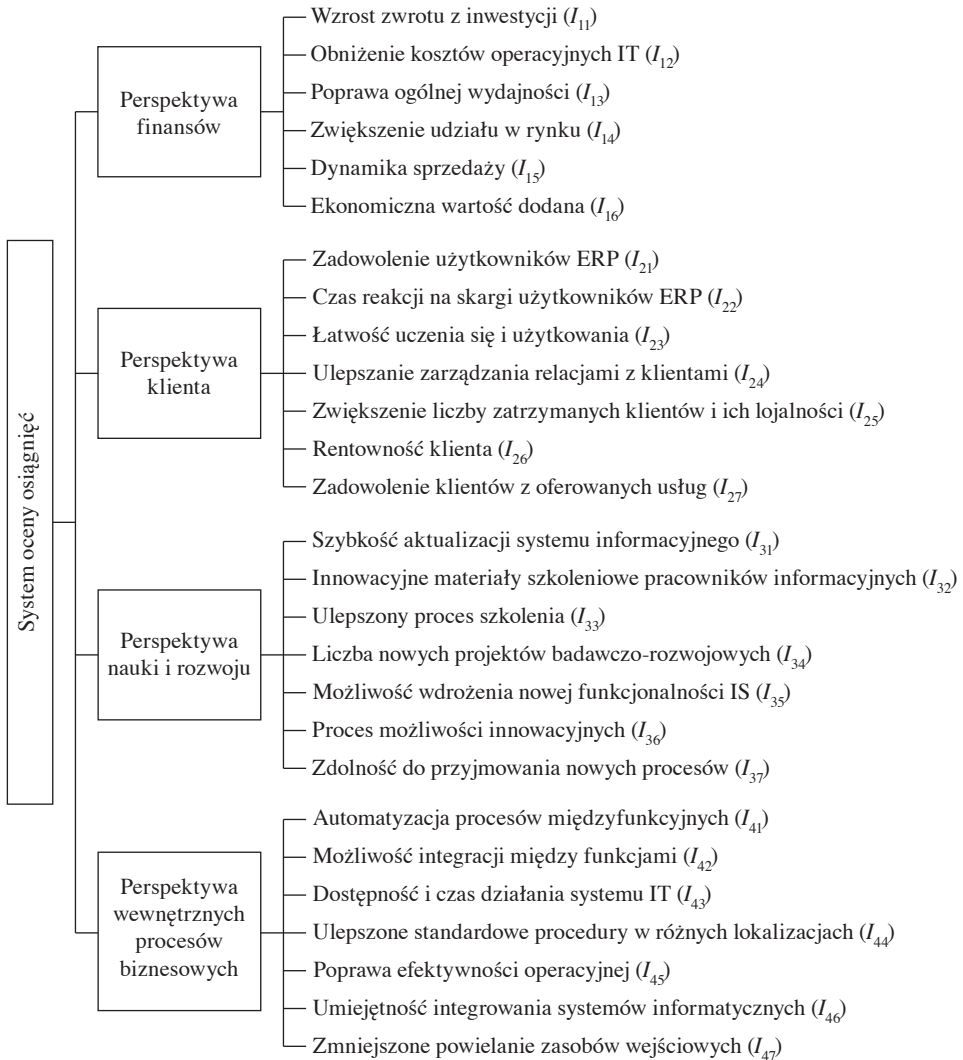 System oceny osiągnięć
Perspektywa
finansów
Wzrost zwrotu z inwestycji (I11)
Obniżenie kosztów operacyjnych IT (I12)
Poprawa ogólnej wydajności (I13)
Zwiększenie udziału w rynku (I14)
Dynamika sprzedaży (I15)
Ekonomiczna wartość dodana (I16)
Perspektywa
klienta
Zadowolenie użytkowników ERP (I21)
Czas reakcji na skargi użytkowników ERP (I22)
Łatwość uczenia się i użytkowania (I23)
Ulepszanie zarządzania relacjami z klientami (I24)
Zwiększenie liczby zatrzymanych klientów i ich lojalności (I25)
Rentowność klienta (I26)
Zadowolenie klientów z oferowanych usług (I27)
Perspektywa
nauki i rozwoju
Szybkość aktualizacji systemu informacyjnego (I31)
Innowacyjne materiały szkoleniowe pracowników informacyjnych (I32)
Ulepszony proces szkolenia (I33)
Liczba nowych projektów badawczo-rozwojowych (I34)
Możliwość wdrożenia nowej funkcjonalności IS (I35)
Proces możliwości innowacyjnych (I36)
Zdolność do przyjmowania nowych procesów (I37)
Perspektywa
wewnętrznych
procesów
biznesowych
Automatyzacja procesów międzyfunkcyjnych (I41)
Możliwość integracji między funkcjami (I42)
Dostępność i czas działania systemu IT (I43)
Ulepszone standardowe procedury w różnych lokalizacjach (I44)
Poprawa efektywności operacyjnej (I45)
Umiejętność integrowania systemów informatycznych (I46)
Zmniejszone powielanie zasobów wejściowych (I47)